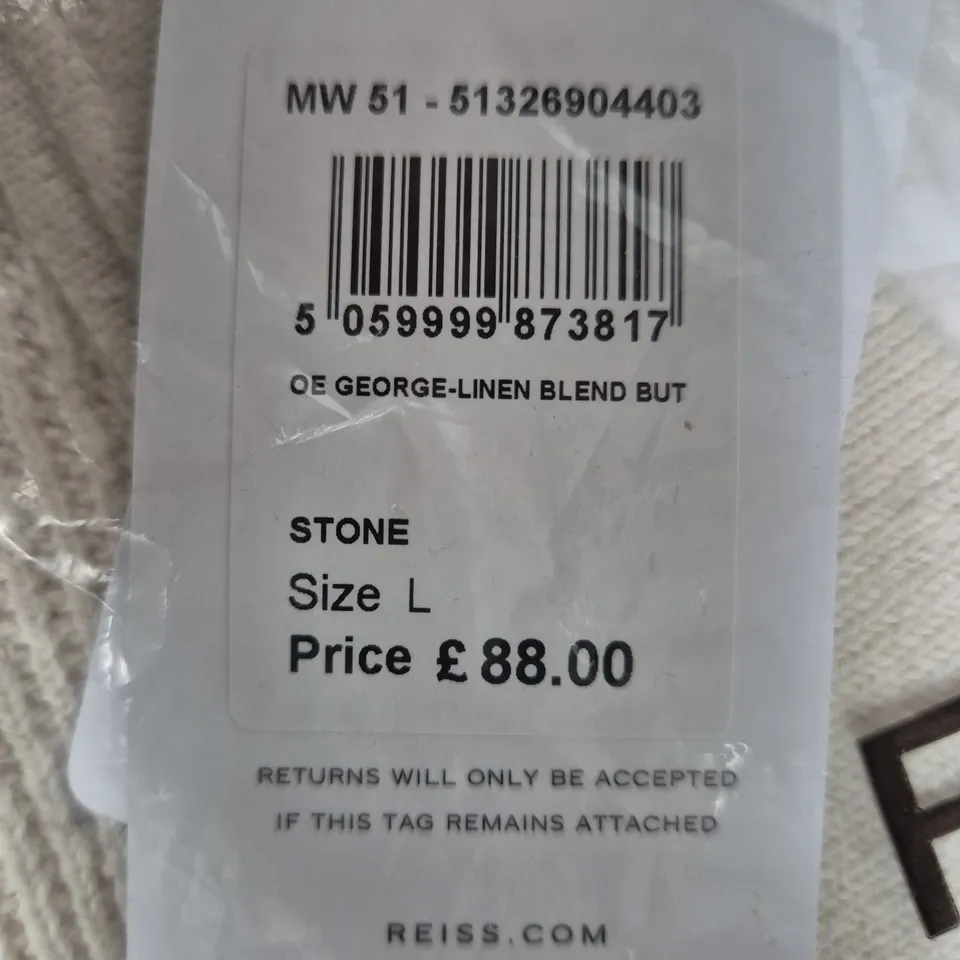 MW 51 - 51326904403
5 059999 873817
OE GEORGE-LINEN BLEND BUT
STONE
Size L
Price £ 88.00
RETURNS WILL ONLY BE ACCEPTED
IF THIS TAG REMAINS ATTACHED
REISS.COM